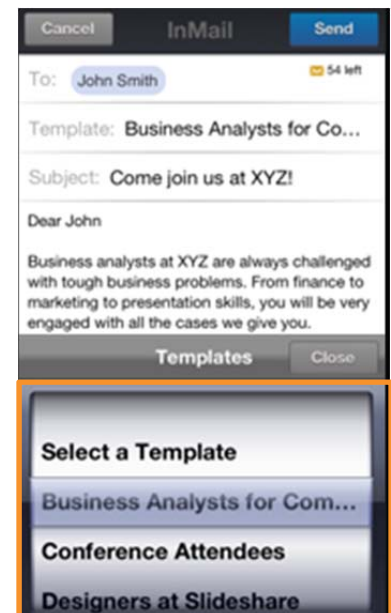 Cancel InMail Send
To: John Smith 54 left
Template: Business Analysts for Co...
Subject: Come join us at XYZ!
Dear John
Business analysts at XYZ are always challenged
with tough business problems. From finance to
marketing to presentation skills, you will be very
engaged with all the cases we give you.
Templates Close
Select a Template
Business Analysts for Com...
Conference Attendees
Designers at Slideshare